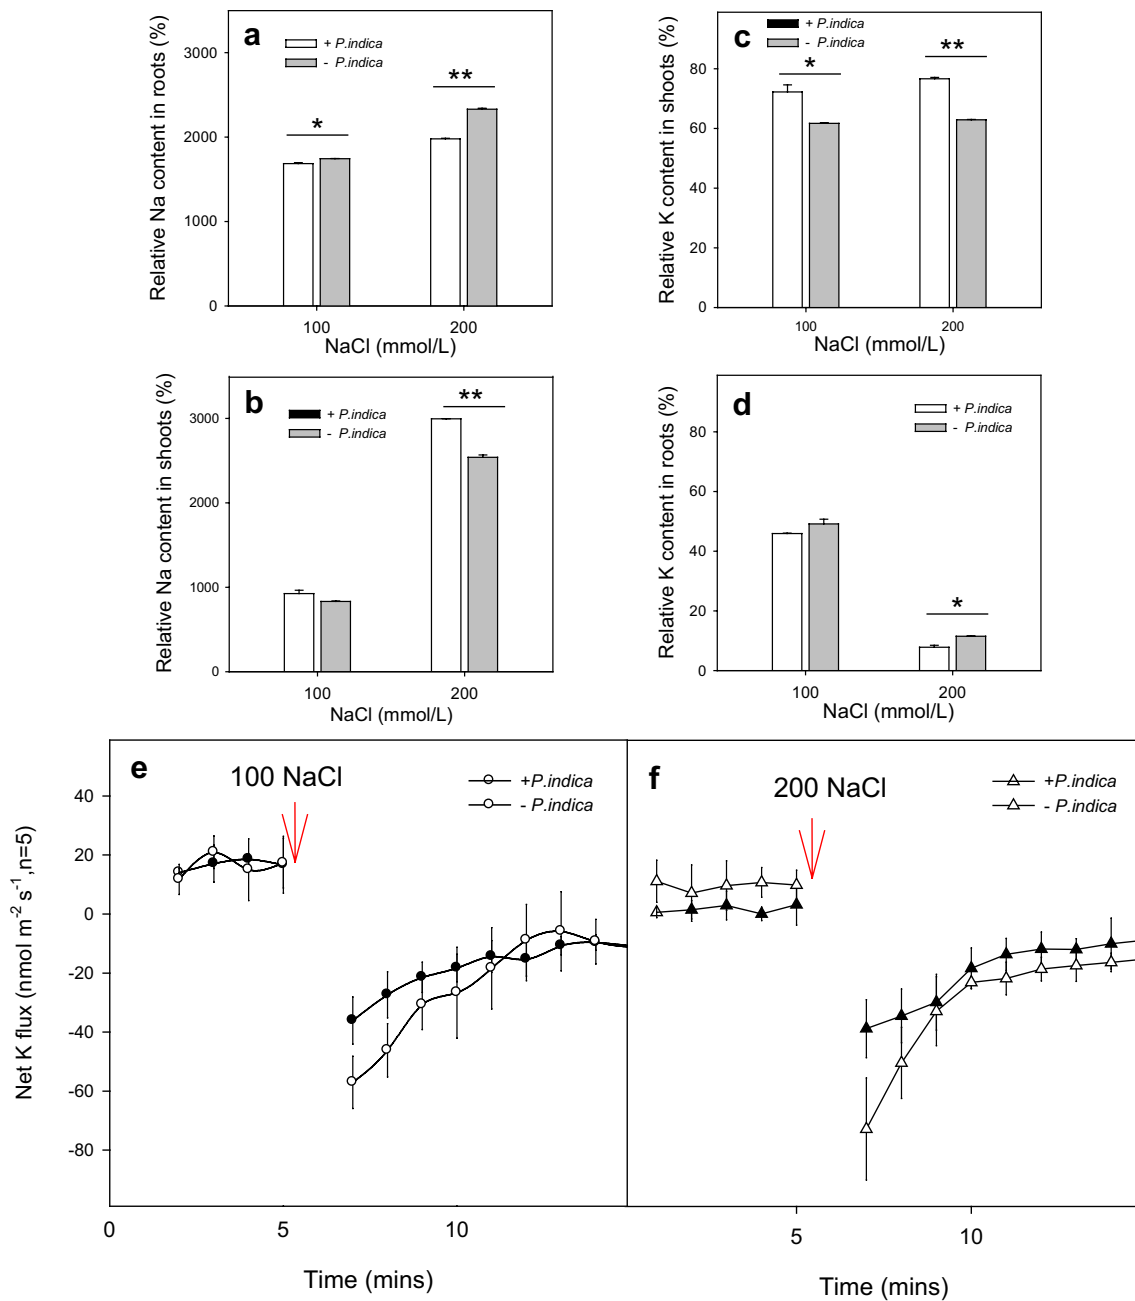 a
+ P.indica
- P.indica
Relative Na content in roots (%)
3000
2000
1000
0
*
**
100
200
NaCl (mmol/L)
c
+ P.indica
- P.indica
Relative K content in shoots (%)
80
60
40
20
0
*
**
100
200
NaCl (mmol/L)
b
+ P.indica
- P.indica
Relative Na content in shoots (%)
3000
2000
1000
0
**
100
200
NaCl (mmol/L)
d
+ P.indica
- P.indica
Relative K content in roots (%)
80
60
40
20
0
*
100
200
NaCl (mmol/L)
e
100 NaCl
+P.indica
- P.indica
Net K flux (nmol m⁻² s⁻¹,n=5)
40
20
0
-20
-40
-60
-80
0
5
10
Time (mins)
f
200 NaCl
+P.indica
- P.indica
5
10
Time (mins)